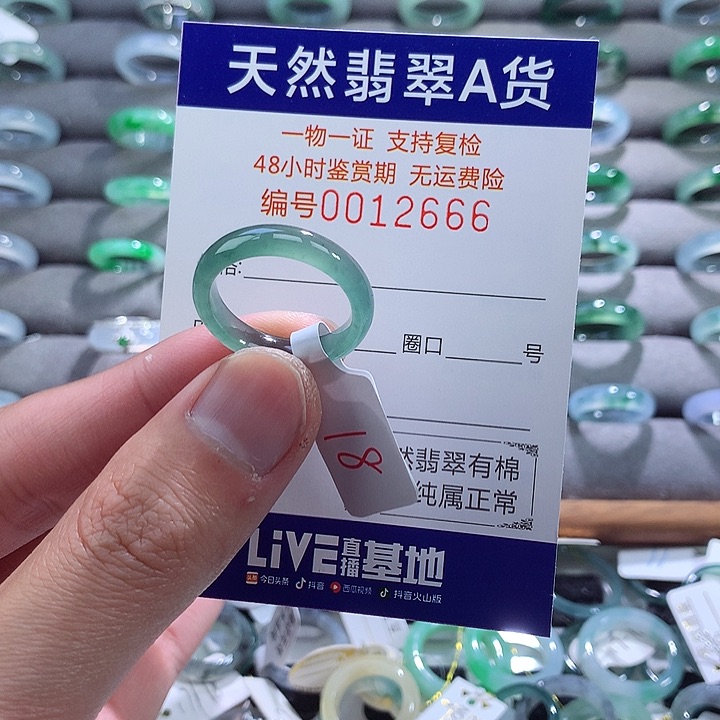 天然翡翠A货
一物一证 支持复检
48小时鉴赏期 无运费险
编号0012666
格:
圈口 号
18
然翡翠有棉
纯属正常
LiVE直播基地
今日头条 抖音 西瓜视频 抖音火山版